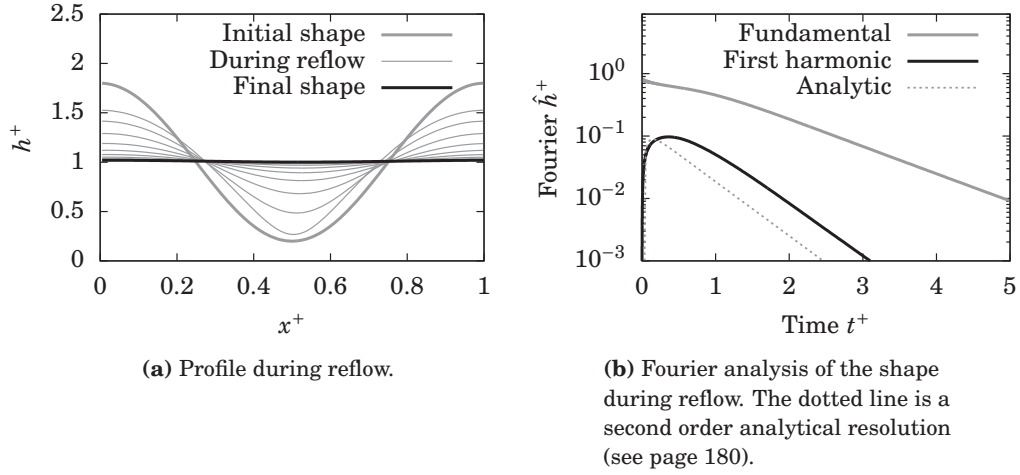 2.5
2
1.5
1
0.5
0
h⁺
Initial shape
During reflow
Final shape
0 0.2 0.4 0.6 0.8 1
x⁺
(a) Profile during reflow.
10⁰
10⁻¹
10⁻²
10⁻³
Fourier ĥ⁺
Fundamental
First harmonic
Analytic
0 1 2 3 4 5
Time t⁺
(b) Fourier analysis of the shape
during reflow. The dotted line is a
second order analytical resolution
(see page 180).